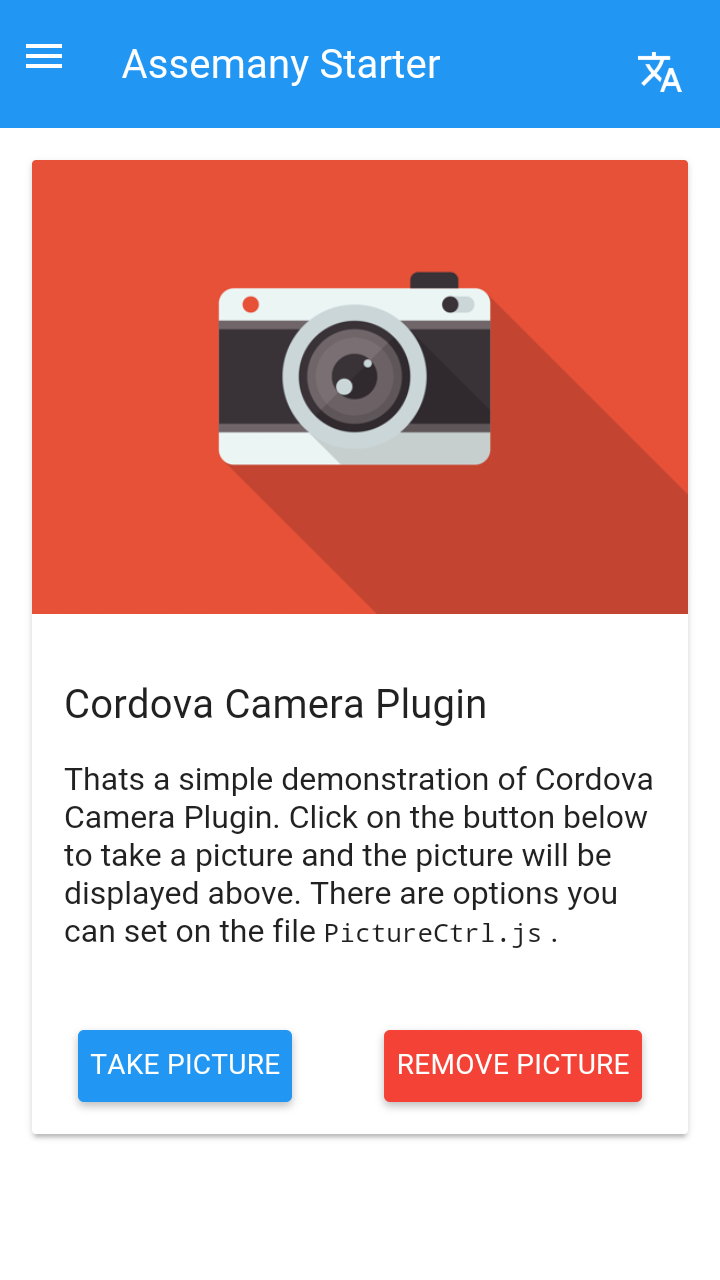 Assemany Starter
Cordova Camera Plugin
Thats a simple demonstration of Cordova
Camera Plugin. Click on the button below
to take a picture and the picture will be
displayed above. There are options you
can set on the file PictureCtrl.js .
TAKE PICTURE
REMOVE PICTURE